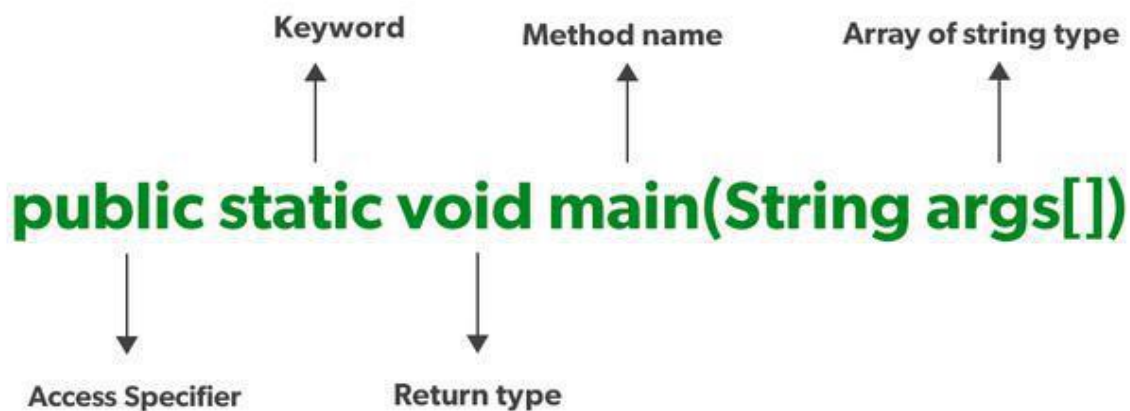 Keyword Method name Array of string type
public static void main(String args[])
Access Specifier Return type